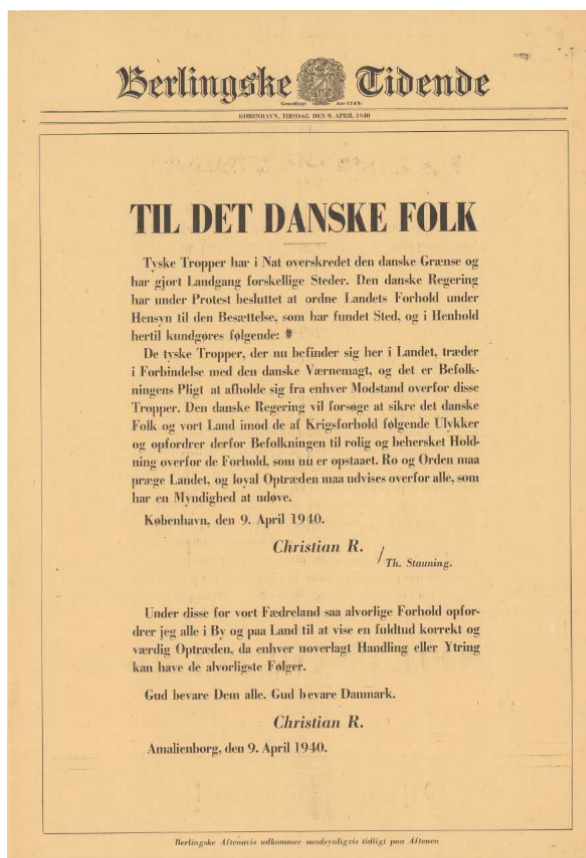 Berlingske Tidende
Grundlagt Aar 1749.
KØBENHAVN, TIRSDAG DEN 9. APRIL 1940
TIL DET DANSKE FOLK
Tyske Tropper har i Nat overskredet den danske Grænse og
har gjort Landgang forskellige Steder. Den danske Regering
har under Protest besluttet at ordne Landets Forhold under
Hensyn til den Besættelse, som har fundet Sted, og i Henhold
hertil kundgøres følgende:
De tyske Tropper, der nu befinder sig her i Landet, træder
i Forbindelse med den danske Værnemagt, og det er Befolk-
ningens Pligt at afholde sig fra enhver Modstand overfor disse
Tropper. Den danske Regering vil forsøge at sikre det danske
Folk og vort Land imod de af Krigsforhold følgende Ulykker
og opfordrer derfor Befolkningen til rolig og behersket Hold-
ning overfor de Forhold, som nu er opstaaet. Ro og Orden maa
præge Landet, og loyal Optræden maa udvises overfor alle, som
har en Myndighed at udøve.
København, den 9. April 1940.
Christian R.
/Th. Stauning.
Under disse for vort Fædreland saa alvorlige Forhold opfor-
drer jeg alle i By og paa Land til at vise en fuldtud korrekt og
værdig Optræden, da enhver uoverlagt Handling eller Ytring
kan have de alvorligste Følger.
Gud bevare Dem alle. Gud bevare Danmark.
Christian R.
Amalienborg, den 9. April 1940.
Berlingske Aftenavis udkommer sandsynligvis tidligt paa Aftenen